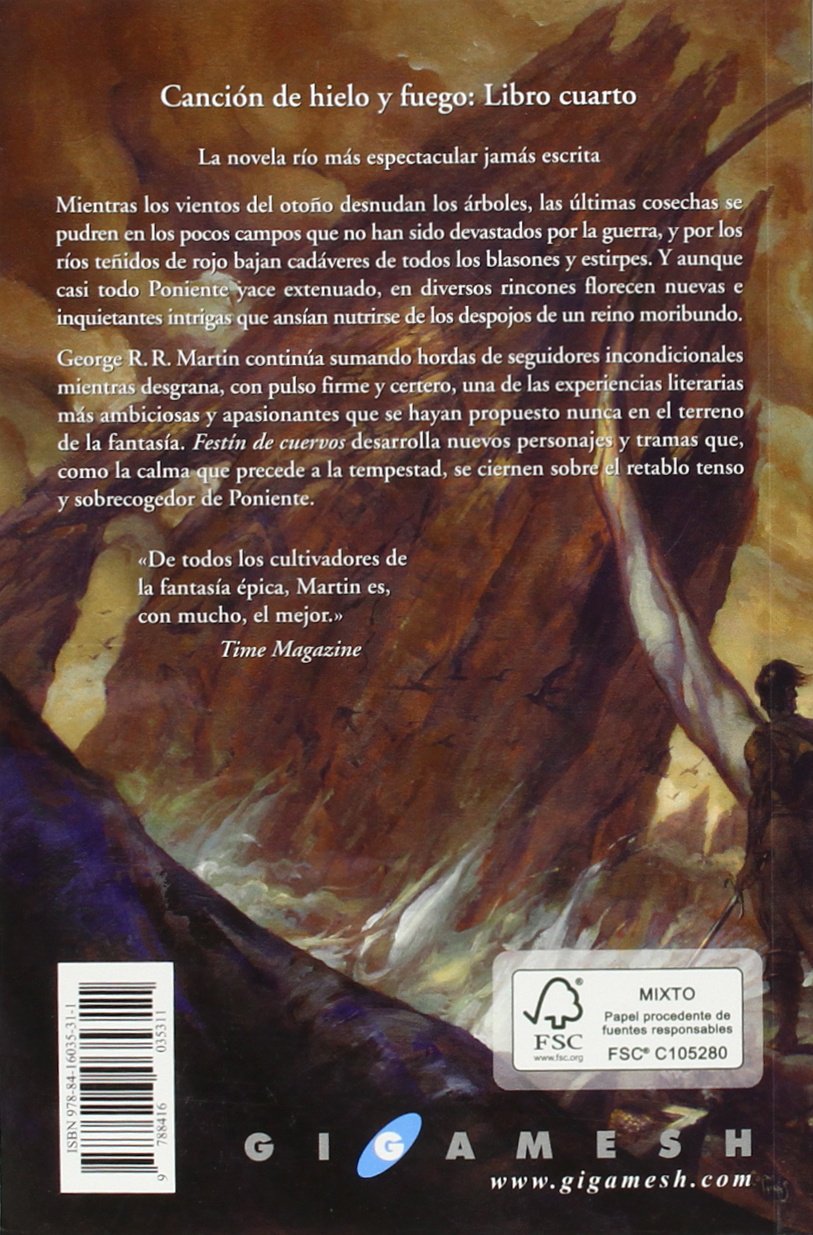 Canción de hielo y fuego: Libro cuarto
La novela río más espectacular jamás escrita
Mientras los vientos del otoño desnudan los árboles, las últimas cosechas se
pudren en los pocos campos que no han sido devastados por la guerra, y por los
ríos teñidos de rojo bajan cadáveres de todos los blasones y estirpes. Y aunque
casi todo Poniente yace extenuado, en diversos rincones florecen nuevas e
inquietantes intrigas que ansían nutrirse de los despojos de un reino moribundo.
George R. R. Martin continúa sumando hordas de seguidores incondicionales
mientras desgrana, con pulso firme y certero, una de las experiencias literarias
más ambiciosas y apasionantes que se hayan propuesto nunca en el terreno
de la fantasía. Festín de cuervos desarrolla nuevos personajes y tramas que,
como la calma que precede a la tempestad, se ciernen sobre el retablo tenso
y sobrecogedor de Poniente.
«De todos los cultivadores de
la fantasía épica, Martin es,
con mucho, el mejor.»
Time Magazine
ISBN 978-84-16035-31-1
9 788416 035311
FSC
®
www.fsc.org
MIXTO
Papel procedente de
fuentes responsables
FSC® C105280
GIGAMESH
www.gigamesh.com